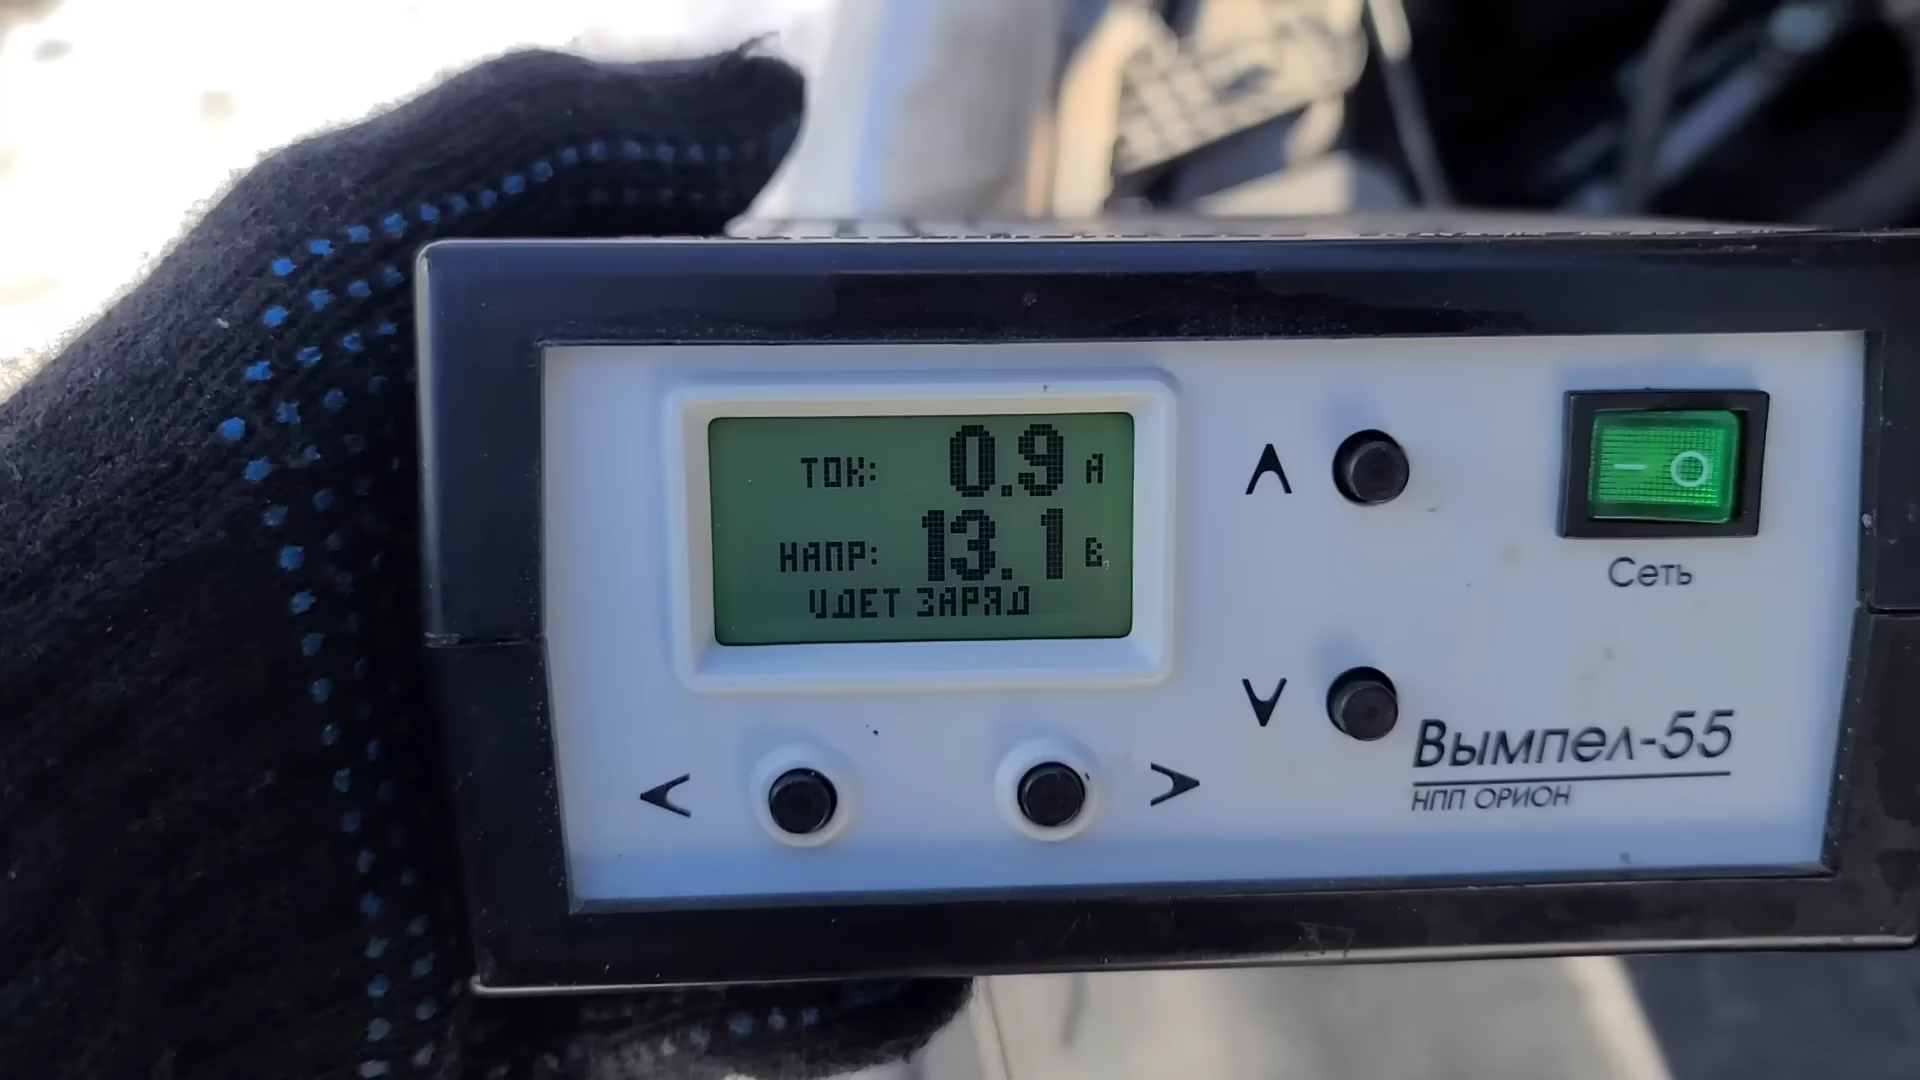 ТОК: 0.9 А
НАПР: 13.1 В
ИДЕТ ЗАРЯД
Сеть
Вымпел-55
НПП ОРИОН